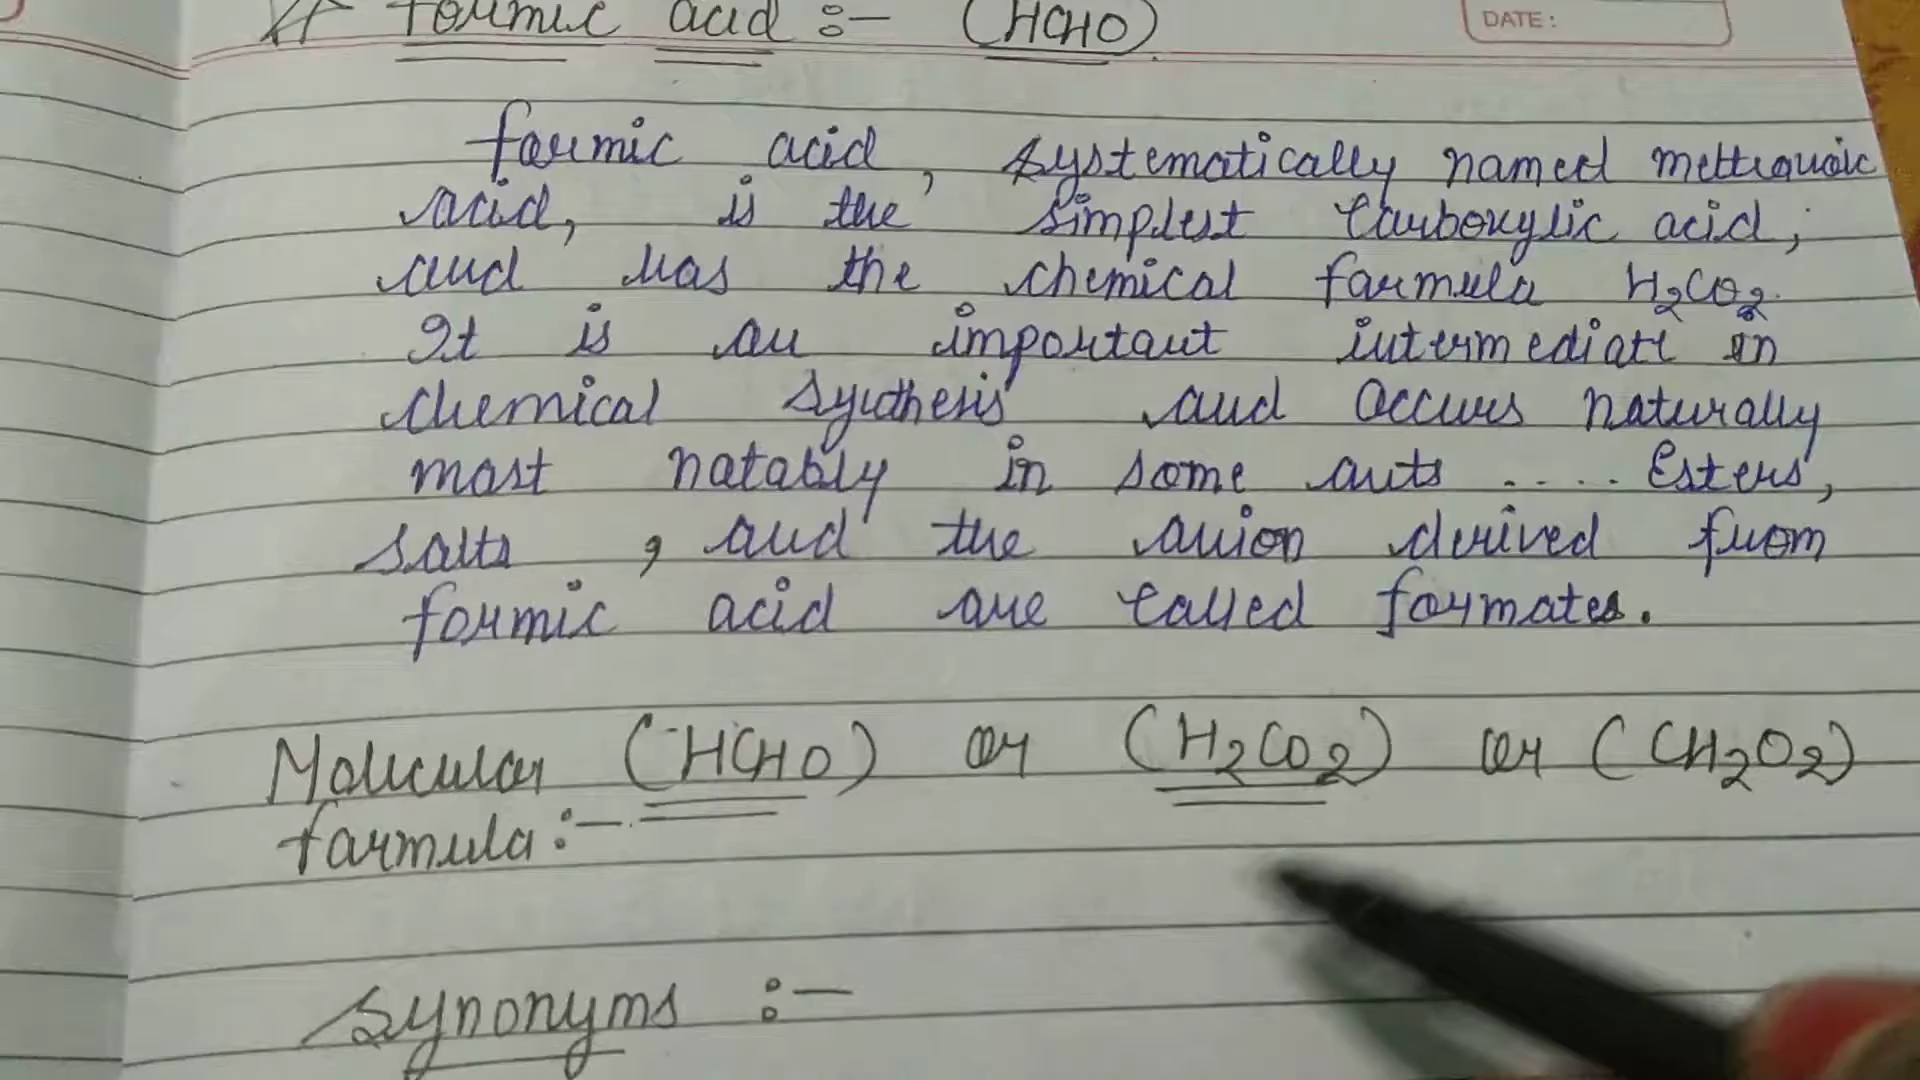 Formic acid :- (HCHO)
DATE :
formic acid, systematically named methanoic
acid, is the simplest carboxylic acid,
and has the chemical formula H₂CO₂.
It is an important intermediate in
chemical synthesis and occurs naturally
most notably in some ants .... Esters,
salts, and the anion derived from
formic acid are called formates.
Molecular (HCHO) or (H₂CO₂) or (CH₂O₂)
formula :-
Synonyms :-